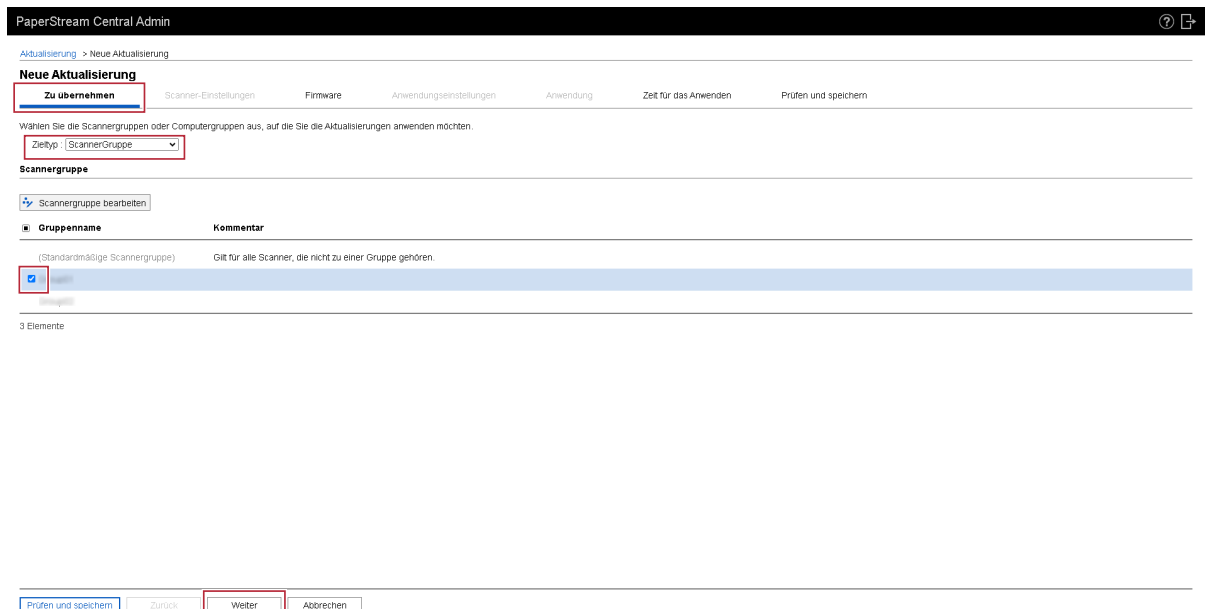 PaperStream Central Admin
Aktualisierung > Neue Aktualisierung
Neue Aktualisierung
Zu übernehmen Scanner-Einstellungen Firmware Anwendungseinstellungen Anwendung Zeit für das Anwenden Prüfen und speichern
Wählen Sie die Scannergruppen oder Computergruppen aus, auf die Sie die Aktualisierungen anwenden möchten.
Zieltyp : ScannerGruppe
Scannergruppe
Scannergruppe bearbeiten
Gruppenname Kommentar
(Standardmäßige Scannergruppe) Gilt für alle Scanner, die nicht zu einer Gruppe gehören.
3 Elemente
Prüfen und speichern Zurück Weiter Abbrechen